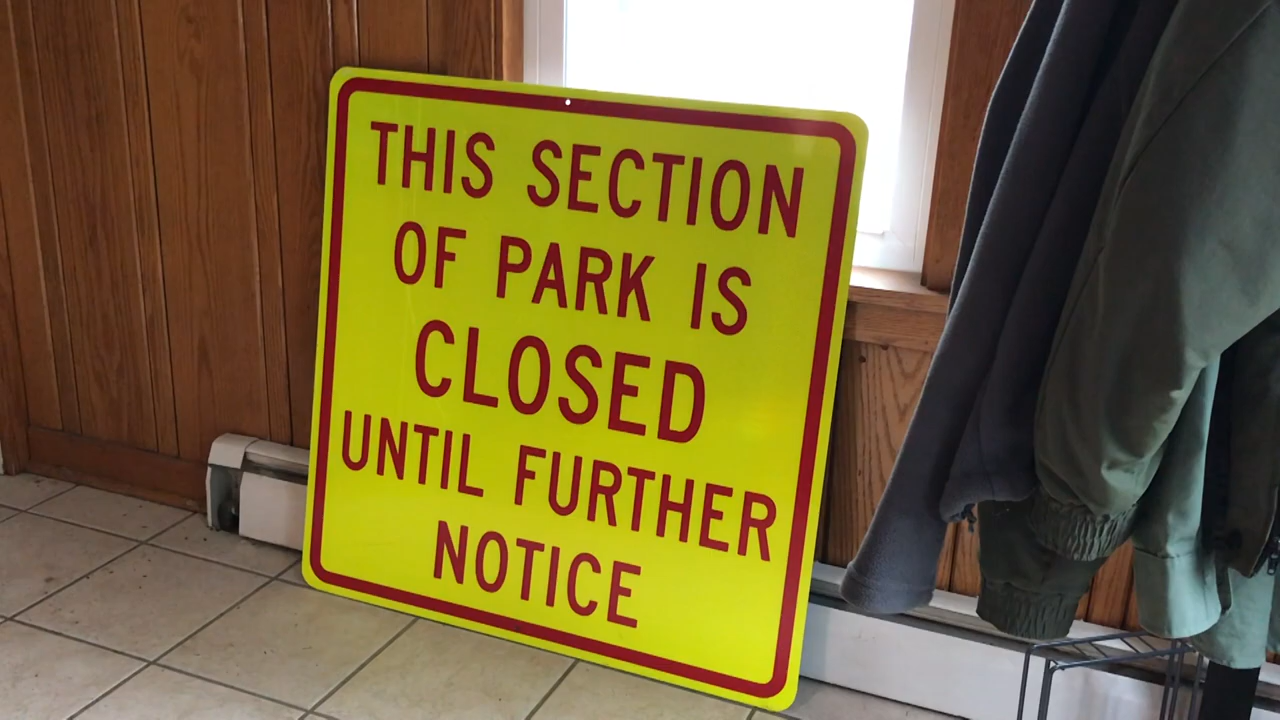 THIS SECTION
OF PARK IS
CLOSED
UNTIL FURTHER
NOTICE